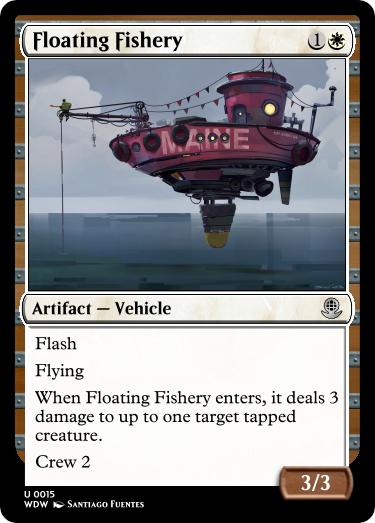 Floating Fishery 1
MAINE
Artifact — Vehicle
Flash
Flying
When Floating Fishery enters, it deals 3
damage to up to one target tapped
creature.
Crew 2
3/3
U 0015
WDW Santiago Fuentes